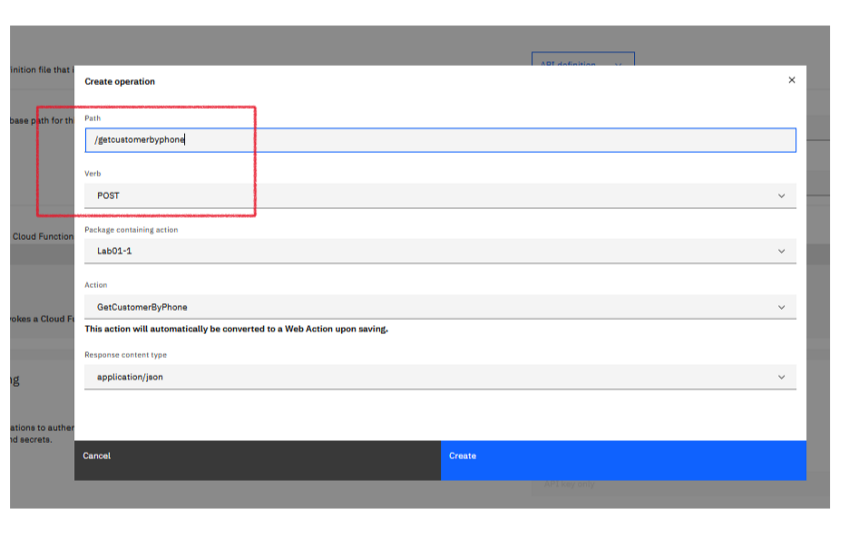 inition file that
API definition
Create operation
base path for th
Path
/getcustomerbyphone
Verb
POST
Package containing action
Cloud Function
Lab01-1
Action
GetCustomerByPhone
vokes a Cloud Fu
This action will automatically be converted to a Web Action upon saving.
Response content type
application/json
ng
ations to auther
nd secrets.
Cancel
Create
API key only